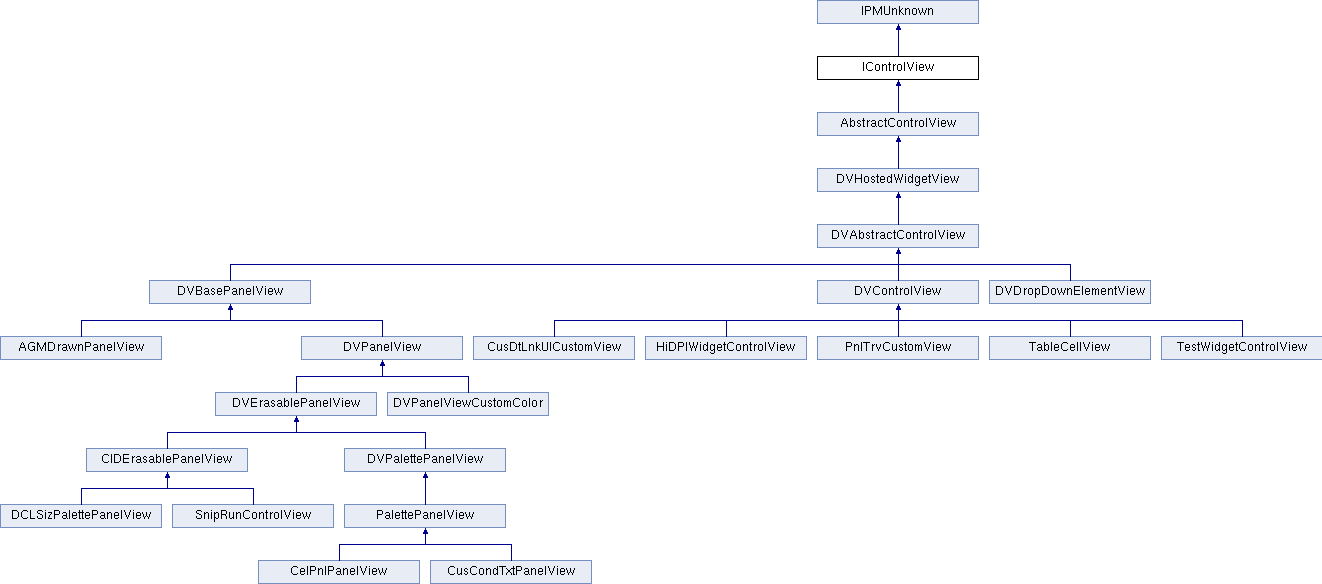 IPMUnknown
IControlView
AbstractControlView
DVHostedWidgetView
DVAbstractControlView
DVBasePanelView
DVControlView
DVDropDownElementView
AGMDrawnPanelView
DVPanelView
CusDtLnkUICustomView
HiDPIWidgetControlView
PnlTrvCustomView
TableCellView
TestWidgetControlView
DVErasablePanelView
DVPanelViewCustomColor
CIDErasablePanelView
DVPalettePanelView
DCLSizPalettePanelView
SnipRunControlView
PalettePanelView
CelPnlPanelView
CusCondTxtPanelView